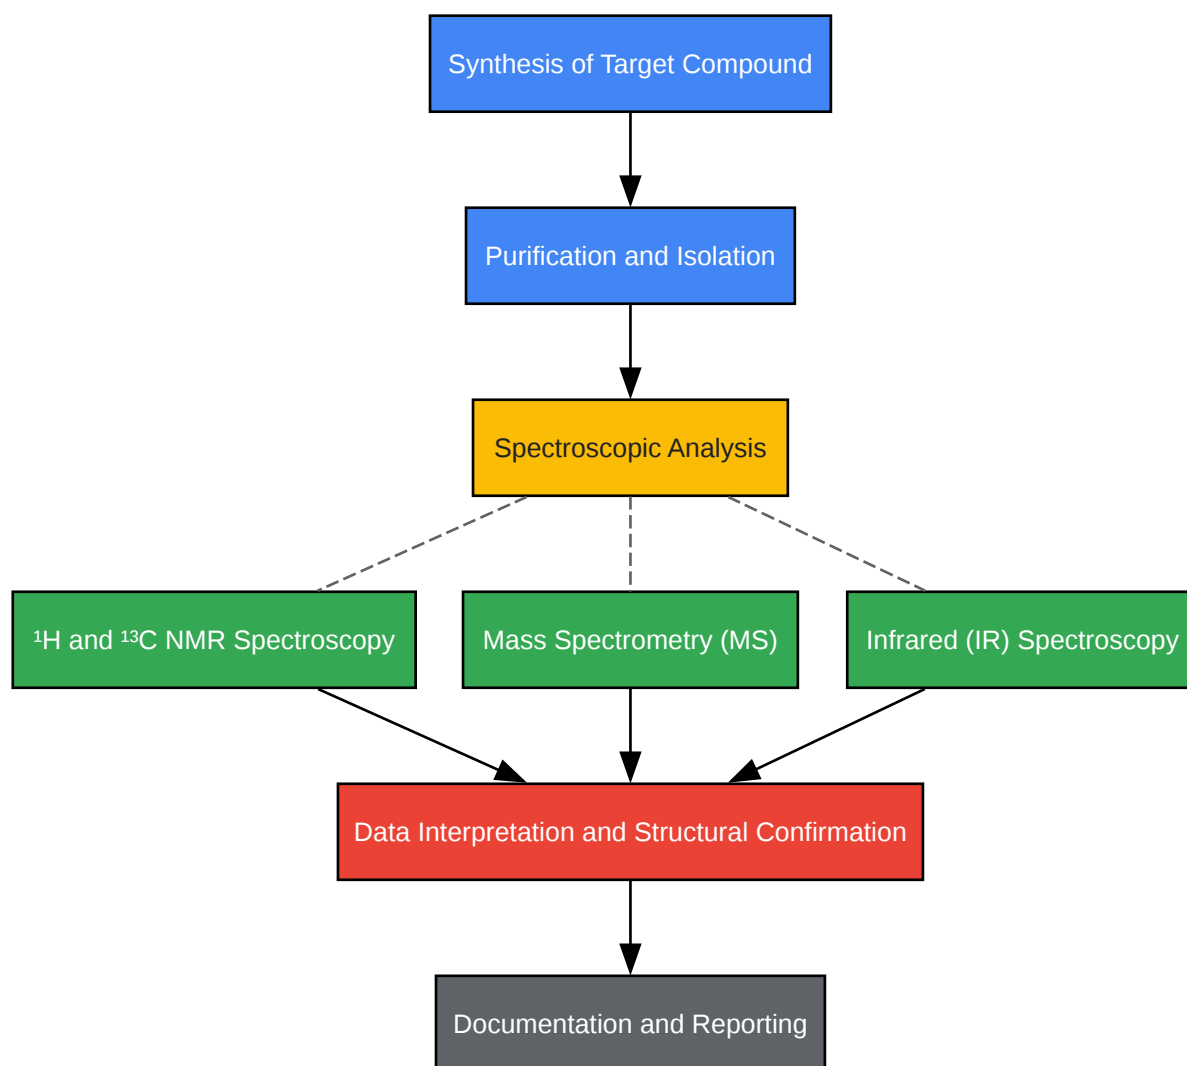 Synthesis of Target Compound
Purification and Isolation
Spectroscopic Analysis
¹H and ¹³C NMR Spectroscopy
Mass Spectrometry (MS)
Infrared (IR) Spectroscopy
Data Interpretation and Structural Confirmation
Documentation and Reporting